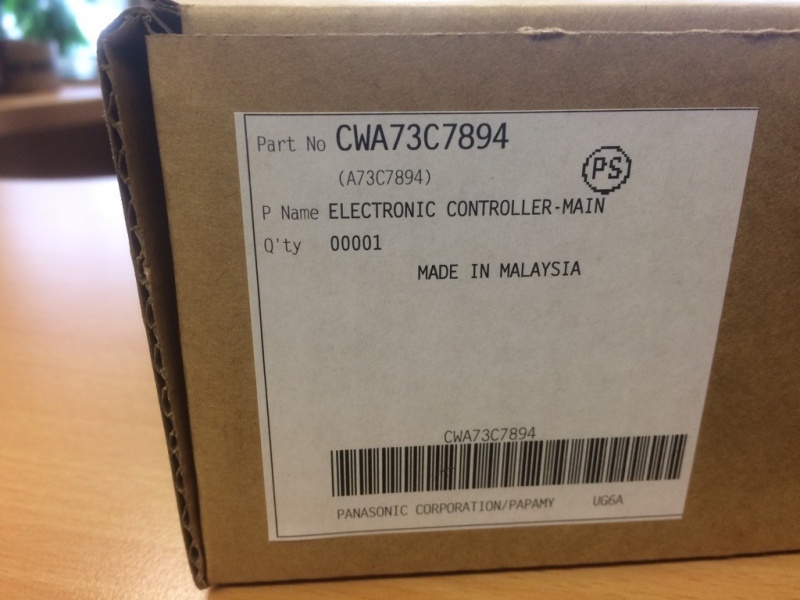 Part No CWA73C7894
(A73C7894)
PS
P Name ELECTRONIC CONTROLLER-MAIN
Q'ty 00001
MADE IN MALAYSIA
CWA73C7894
PANASONIC CORPORATION/PAPAMY UG6A